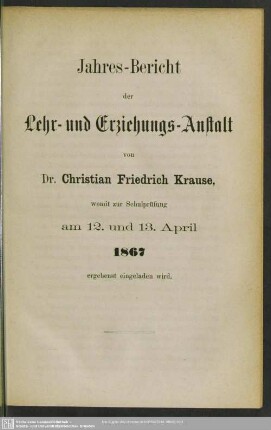 Jahres-Bericht
der
Lehr- und Erziehungs-Anstalt
von
Dr. Christian Friedrich Krause,
womit zur Schulprüfung
am 12. und 13. April
1867
ergebenst eingeladen wird.